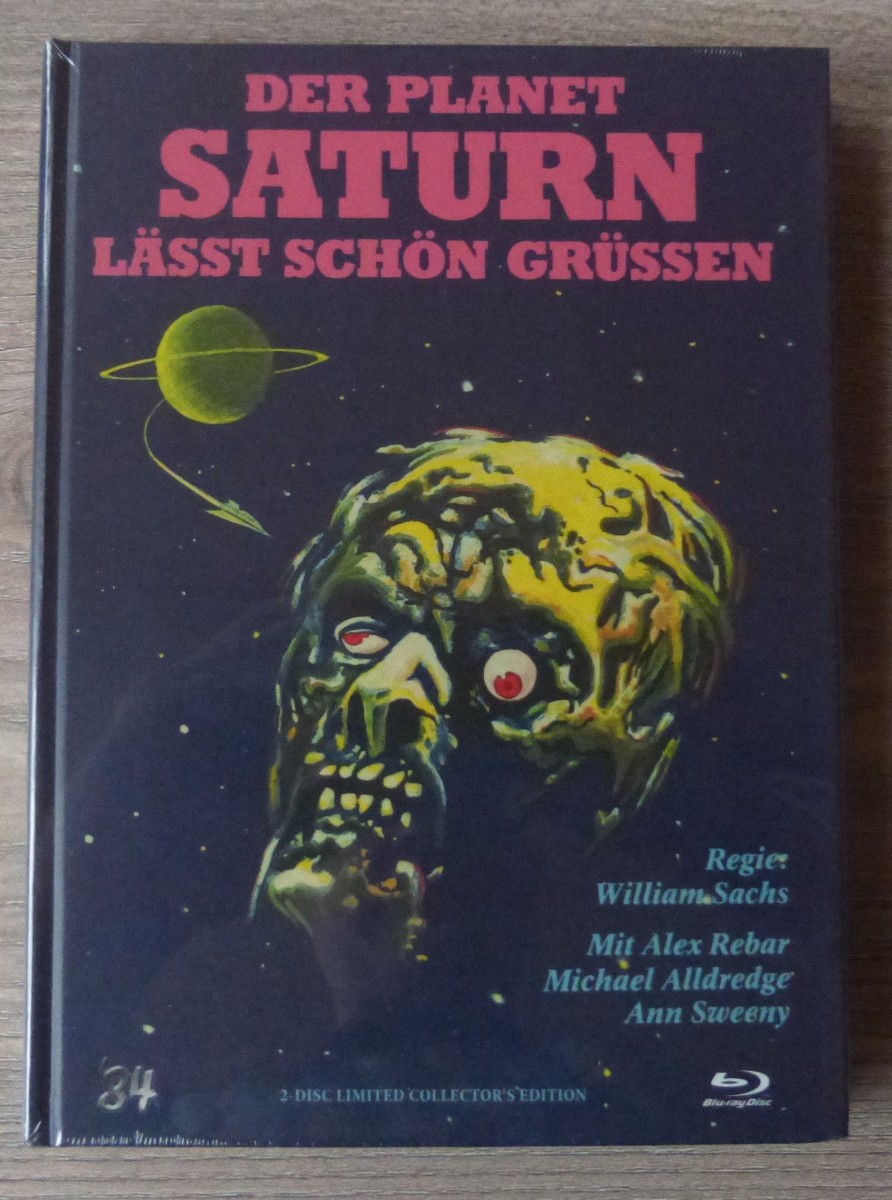 DER PLANET
SATURN
LÄSST SCHÖN GRÜSSEN
Regie:
William Sachs
Mit Alex Rebar
Michael Alldredge
Ann Sweeny
84
2-DISC LIMITED COLLECTOR'S EDITION
Blu-ray Disc